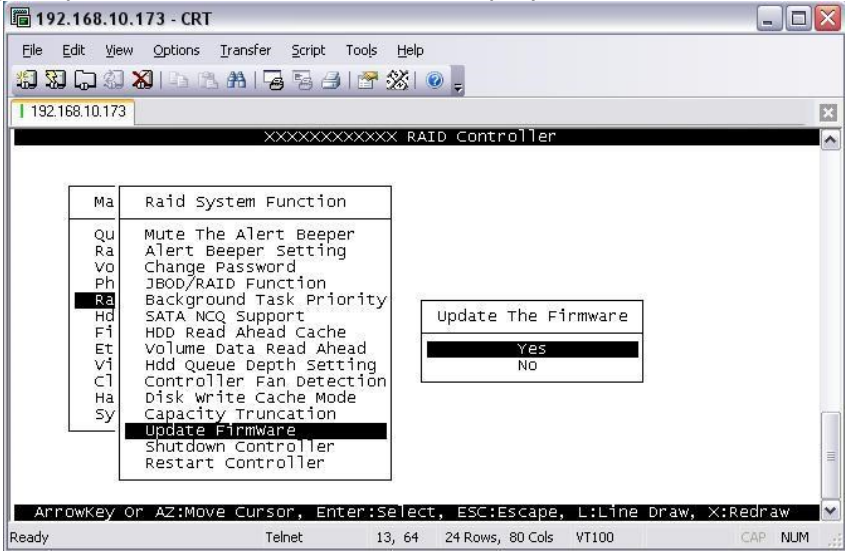 192.168.10.173 - CRT
File Edit View Options Transfer Script Tools Help
192.168.10.173
XXXXXXXXXXXX RAID Controller
Ma
Qu
Ra
Vo
Ph
Ra
Hd
Fi
Et
Vi
Cl
Ha
Sy
Raid System Function
Mute The Alert Beeper
Alert Beeper Setting
Change Password
JBOD/RAID Function
Background Task Priority
SATA NCQ Support
HDD Read Ahead Cache
Volume Data Read Ahead
Hdd Queue Depth Setting
Controller Fan Detection
Disk Write Cache Mode
Capacity Truncation
Update FirmWare
Shutdown Controller
Restart Controller
Update The Firmware
Yes
No
ArrowKey Or AZ:Move Cursor, Enter:Select, ESC:Escape, L:Line Draw, X:Redraw
Ready Telnet 13, 64 24 Rows, 80 Cols VT100 CAP NUM